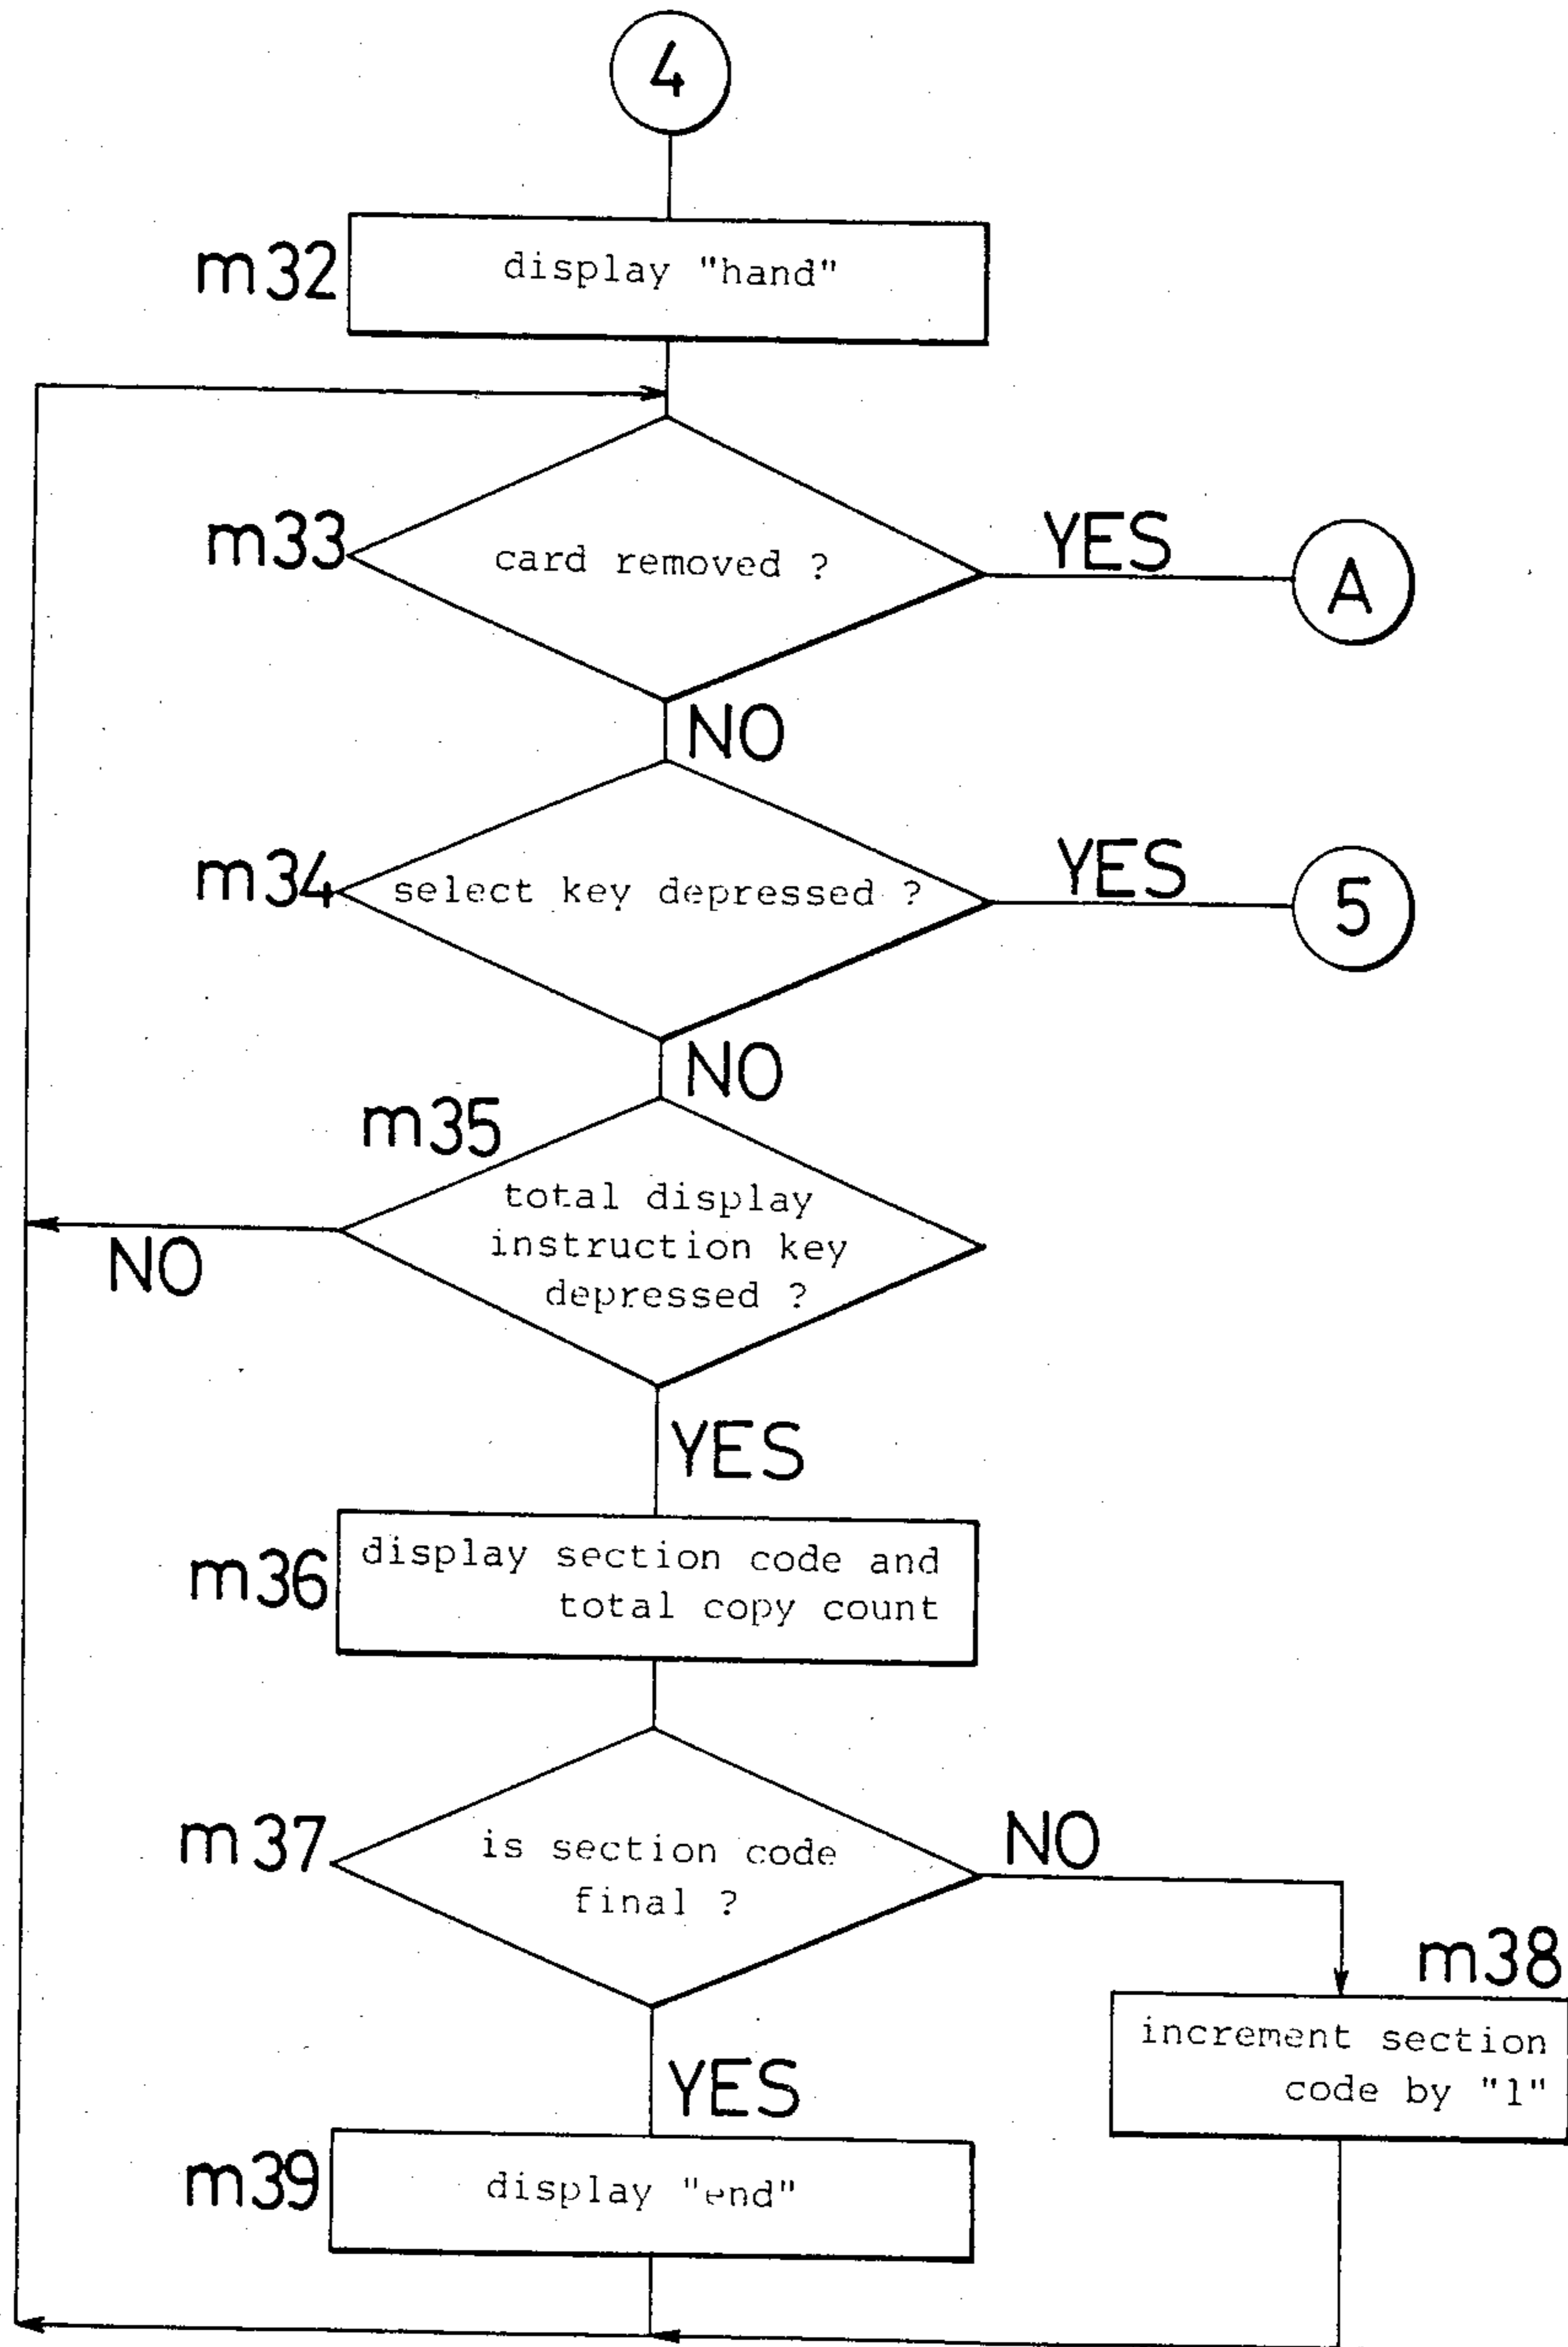 4
m32
display "hand"
m33
card removed ?
YES
A
NO
m34
select key depressed ?
YES
5
NO
m35
total display
instruction key
depressed ?
NO
YES
m36
display section code and
total copy count
m37
is section code
final ?
NO
m38
increment section
code by "1"
YES
m39
display "end"